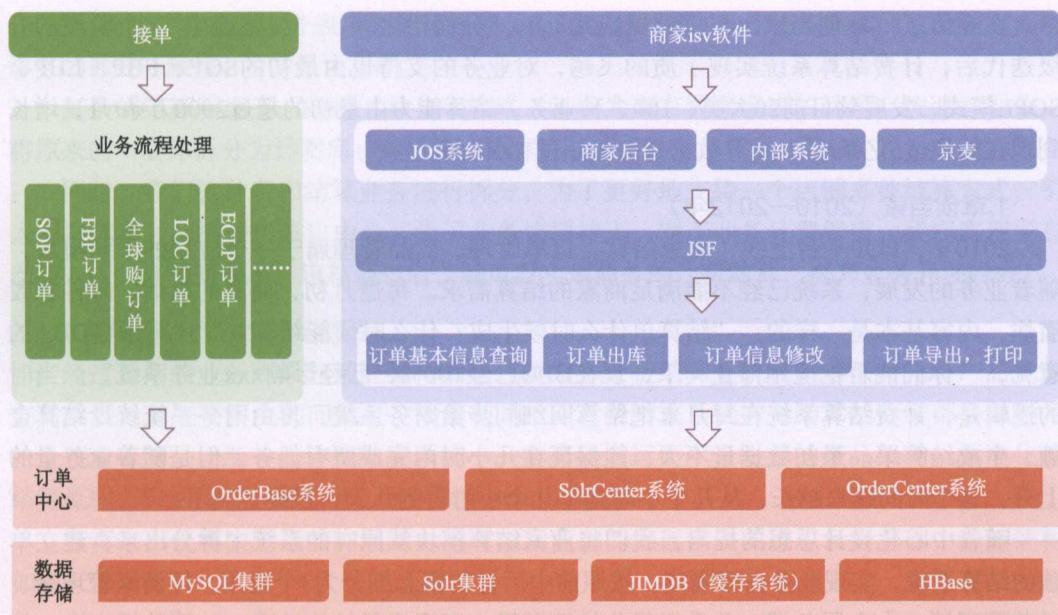 接单
商家isv软件
业务流程处理
SOP订单
FBP订单
全球购订单
LOC订单
ECLP订单
……
JOS系统
商家后台
内部系统
京麦
JSF
订单基本信息查询
订单出库
订单信息修改
订单导出，打印
订单
中心
OrderBase系统
SolrCenter系统
OrderCenter系统
数据
存储
MySQL集群
Solr集群
JIMDB（缓存系统）
HBase